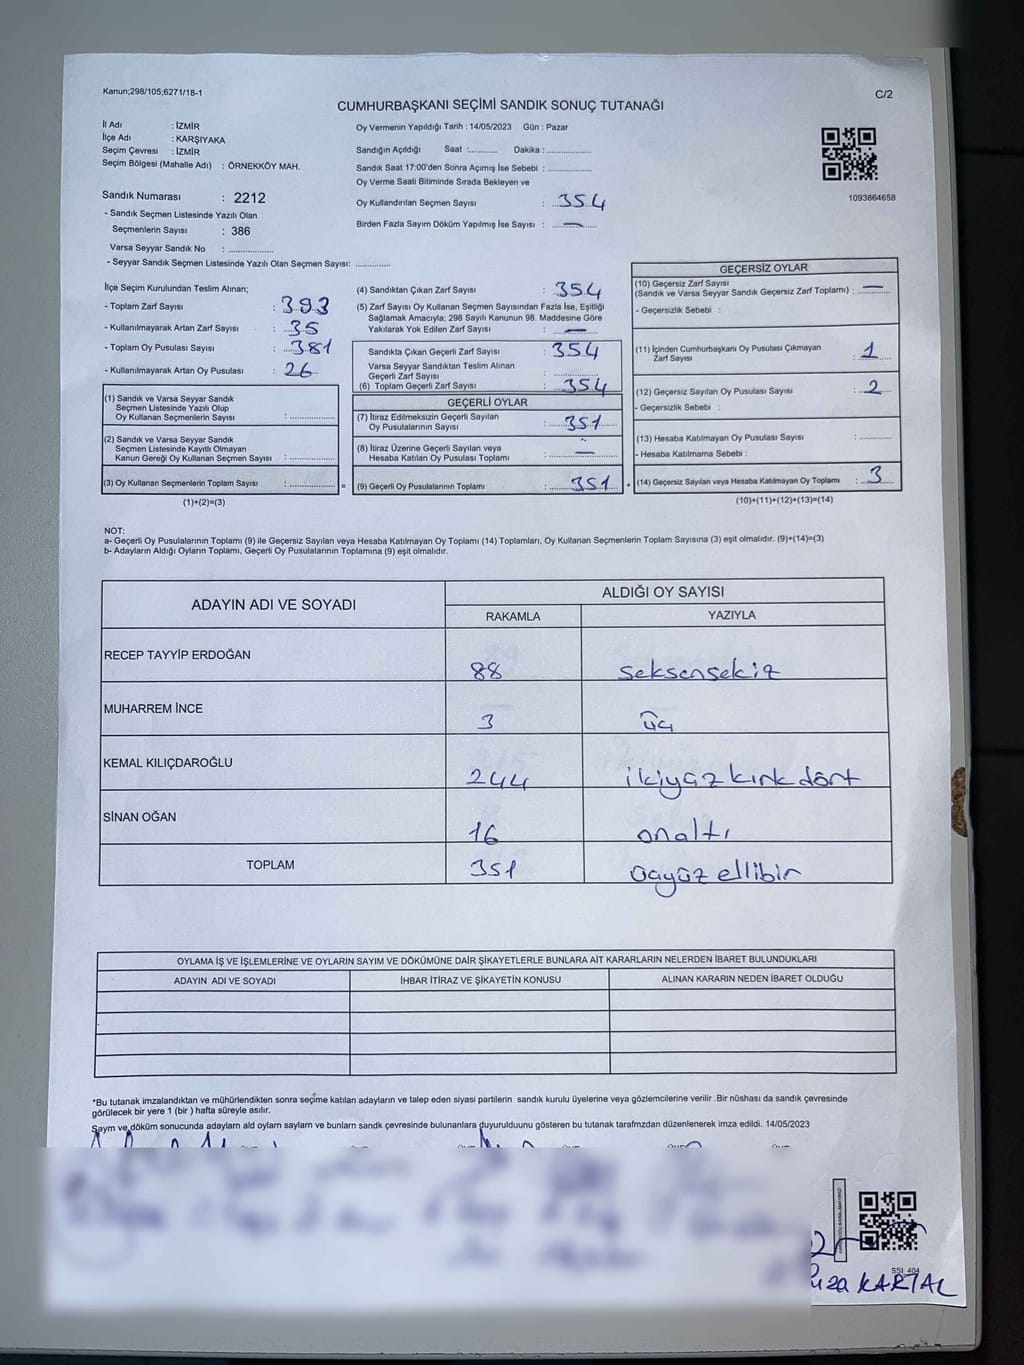 Kanun;298/105;6271/18-1
C/2
CUMHURBAŞKANI SEÇİMİ SANDIK SONUÇ TUTANAĞI
İl Adı : İZMİR
İlçe Adı : KARŞIYAKA
Seçim Çevresi : İZMİR
Seçim Bölgesi (Mahalle Adı) : ÖRNEKKÖY MAH.
Oy Vermenin Yapıldığı Tarih : 14/05/2023 Gün : Pazar
Sandığın Açıldığı Saat :.......... Dakika : ...............
Sandık Saat 17:00'den Sonra Açımış İse Sebebi : ...............
Oy Verme Saati Bitiminde Sırada Bekleyen ve
Oy Kullandırılan Seçmen Sayısı : 354
Birden Fazla Sayım Döküm Yapılmış İse Sayısı : —
1093864658
Sandık Numarası : 2212
- Sandık Seçmen Listesinde Yazılı Olan
Seçmenlerin Sayısı : 386
Varsa Seyyar Sandık No : ...............
- Seyyar Sandık Seçmen Listesinde Yazılı Olan Seçmen Sayısı: ............
İlçe Seçim Kurulundan Teslim Alınan;
- Toplam Zarf Sayısı : 393
- Kullanılmayarak Artan Zarf Sayısı : 35
- Toplam Oy Pusulası Sayısı : 381
- Kullanılmayarak Artan Oy Pusulası : 26
(1) Sandık ve Varsa Seyyar Sandık
Seçmen Listesinde Yazılı Olup
Oy Kullanan Seçmenlerin Sayısı : ...............
(2) Sandık ve Varsa Seyyar Sandık
Seçmen Listesinde Kayıtlı Olmayan
Kanun Gereği Oy Kullanan Seçmen Sayısı : ...............
(3) Oy Kullanan Seçmenlerin Toplam Sayısı : ............... =
(1)+(2)=(3)
(4) Sandıktan Çıkan Zarf Sayısı : 354
(5) Zarf Sayısı Oy Kullanan Seçmen Sayısından Fazla İse, Eşitliği
Sağlamak Amacıyla; 298 Sayılı Kanunun 98. Maddesine Göre
Yakılarak Yok Edilen Zarf Sayısı : —
Sandıkta Çıkan Geçerli Zarf Sayısı : 354
Varsa Seyyar Sandıktan Teslim Alınan
Geçerli Zarf Sayısı : ...............
(6) Toplam Geçerli Zarf Sayısı : 354
GEÇERLİ OYLAR
(7) İtiraz Edilmeksizin Geçerli Sayılan
Oy Pusulalarının Sayısı : 351
(8) İtiraz Üzerine Geçerli Sayılan veya
Hesaba Katılan Oy Pusulası Toplamı : —
(9) Geçerli Oy Pusulalarının Toplamı : 351 +
GEÇERSİZ OYLAR
(10) Geçersiz Zarf Sayısı
(Sandık ve Varsa Seyyar Sandık Geçersiz Zarf Toplamı) : —
- Geçersizlik Sebebi :
(11) İçinden Cumhurbaşkanı Oy Pusulası Çıkmayan
Zarf Sayısı : 1
(12) Geçersiz Sayılan Oy Pusulası Sayısı : 2
- Geçersizlik Sebebi :
(13) Hesaba Katılmayan Oy Pusulası Sayısı : ............
- Hesaba Katılmama Sebebi :
(14) Geçersiz Sayılan veya Hesaba Katılmayan Oy Toplamı : 3
(10)+(11)+(12)+(13)=(14)
NOT:
a- Geçerli Oy Pusulalarının Toplamı (9) ile Geçersiz Sayılan veya Hesaba Katılmayan Oy Toplamı (14) Toplamları, Oy Kullanan Seçmenlerin Toplam Sayısına (3) eşit olmalıdır. (9)+(14)=(3)
b- Adayların Aldığı Oyların Toplamı, Geçerli Oy Pusulalarının Toplamına (9) eşit olmalıdır.
ADAYIN ADI VE SOYADI
ALDIĞI OY SAYISI
RAKAMLA YAZIYLA
RECEP TAYYİP ERDOĞAN 88 seksensekiz
MUHARREM İNCE 3 üç
KEMAL KILIÇDAROĞLU 244 ikiyüz kırk dört
SİNAN OĞAN 16 onaltı
TOPLAM 351 üçyüz ellibir
OYLAMA İŞ VE İŞLEMLERİNE VE OYLARIN SAYIM VE DÖKÜMÜNE DAİR ŞİKAYETLERLE BUNLARA AİT KARARLARIN NELERDEN İBARET BULUNDUKLARI
ADAYIN ADI VE SOYADI İHBAR İTİRAZ VE ŞİKAYETİN KONUSU ALINAN KARARIN NEDEN İBARET OLDUĞU
*Bu tutanak imzalandıktan ve mühürlendikten sonra seçime katılan adayların ve talep eden siyasi partilerin sandık kurulu üyelerine veya gözlemcilerine verilir .Bir nüshası da sandık çevresinde
görülecek bir yere 1 (bir ) hafta süreyle asılır.
Sayım ve döküm sonucunda adayların ald oyların sayların ve bunların sandk çevresinde bulunanlara duyurulduunu gösteren bu tutanak tarafmzdan düzenlenerek imza edildi. 14/05/2023
SSI_404
KARTAL